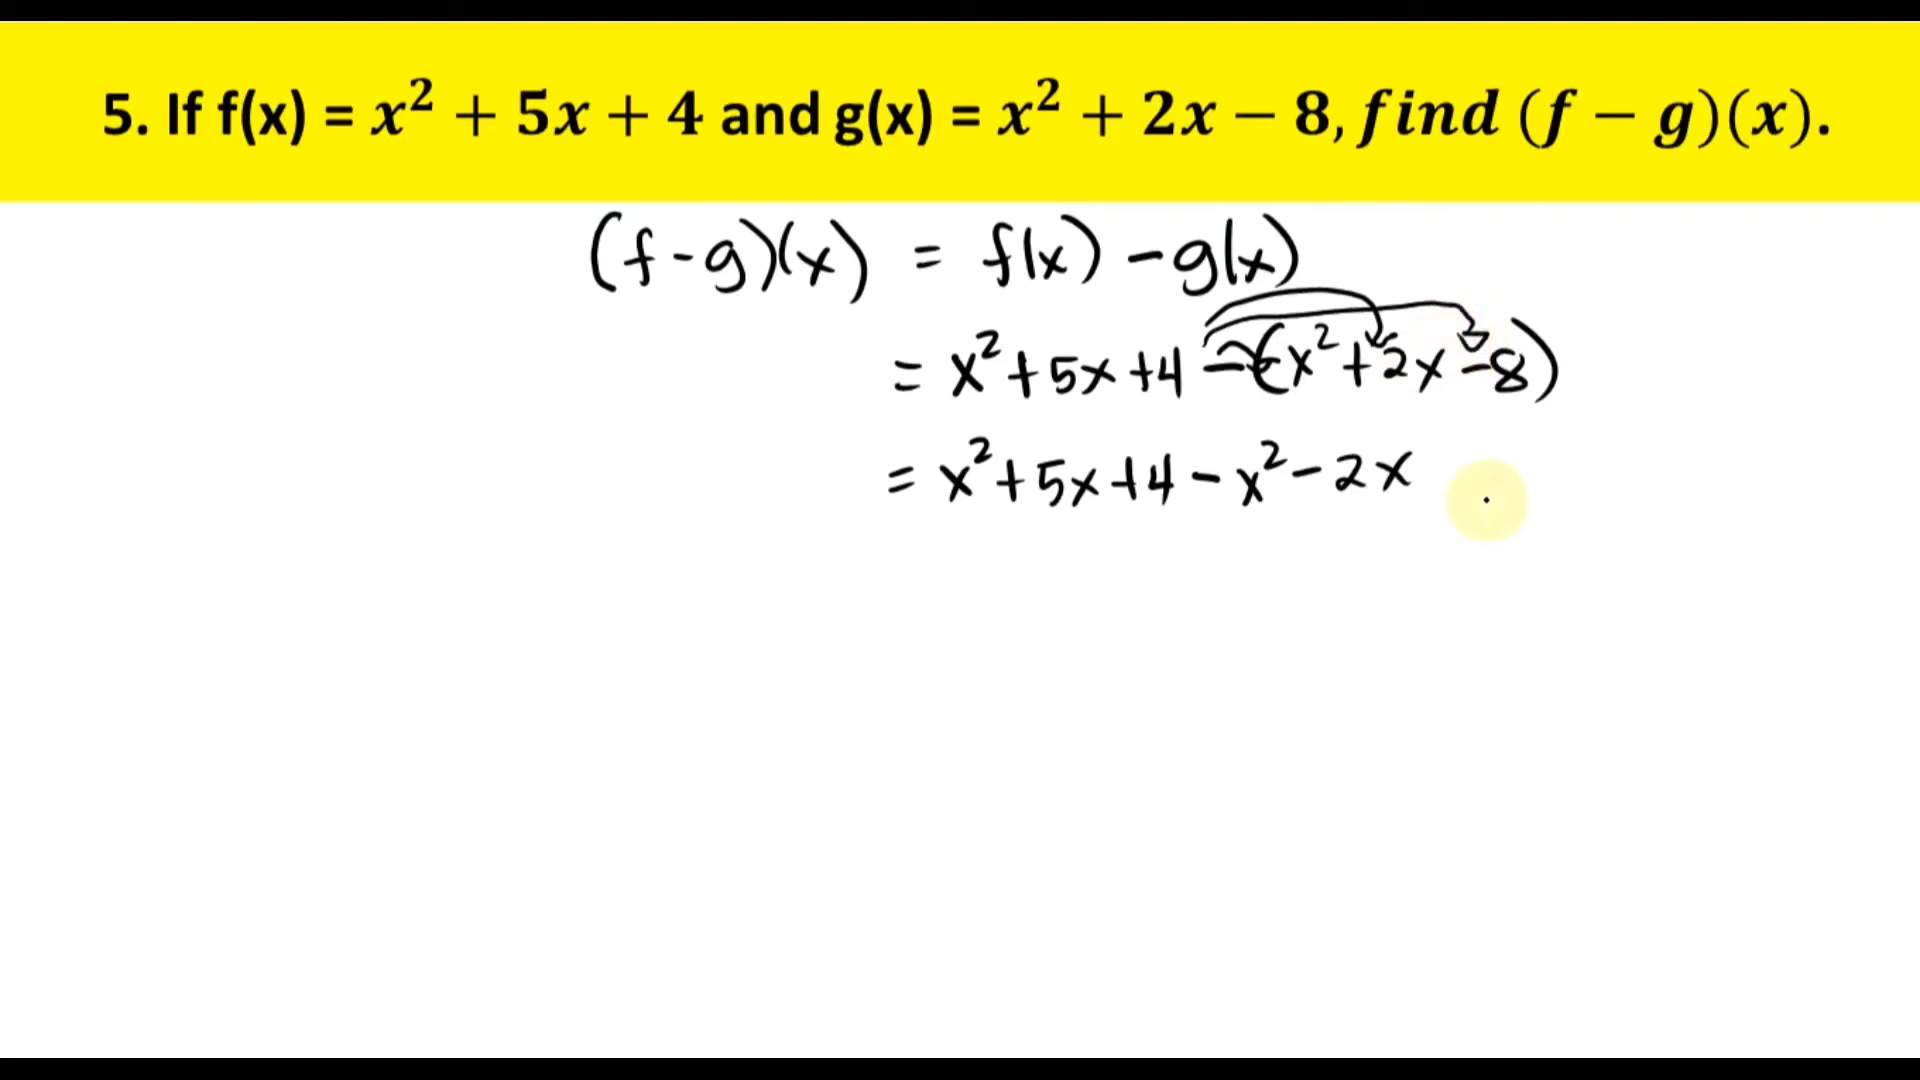 5. If f(x) = x² + 5x + 4 and g(x) = x² + 2x − 8, find (f − g)(x).
(f-g)(x) = f(x) - g(x)
= x² + 5x + 4 - (x² + 2x - 8)
= x² + 5x + 4 - x² - 2x